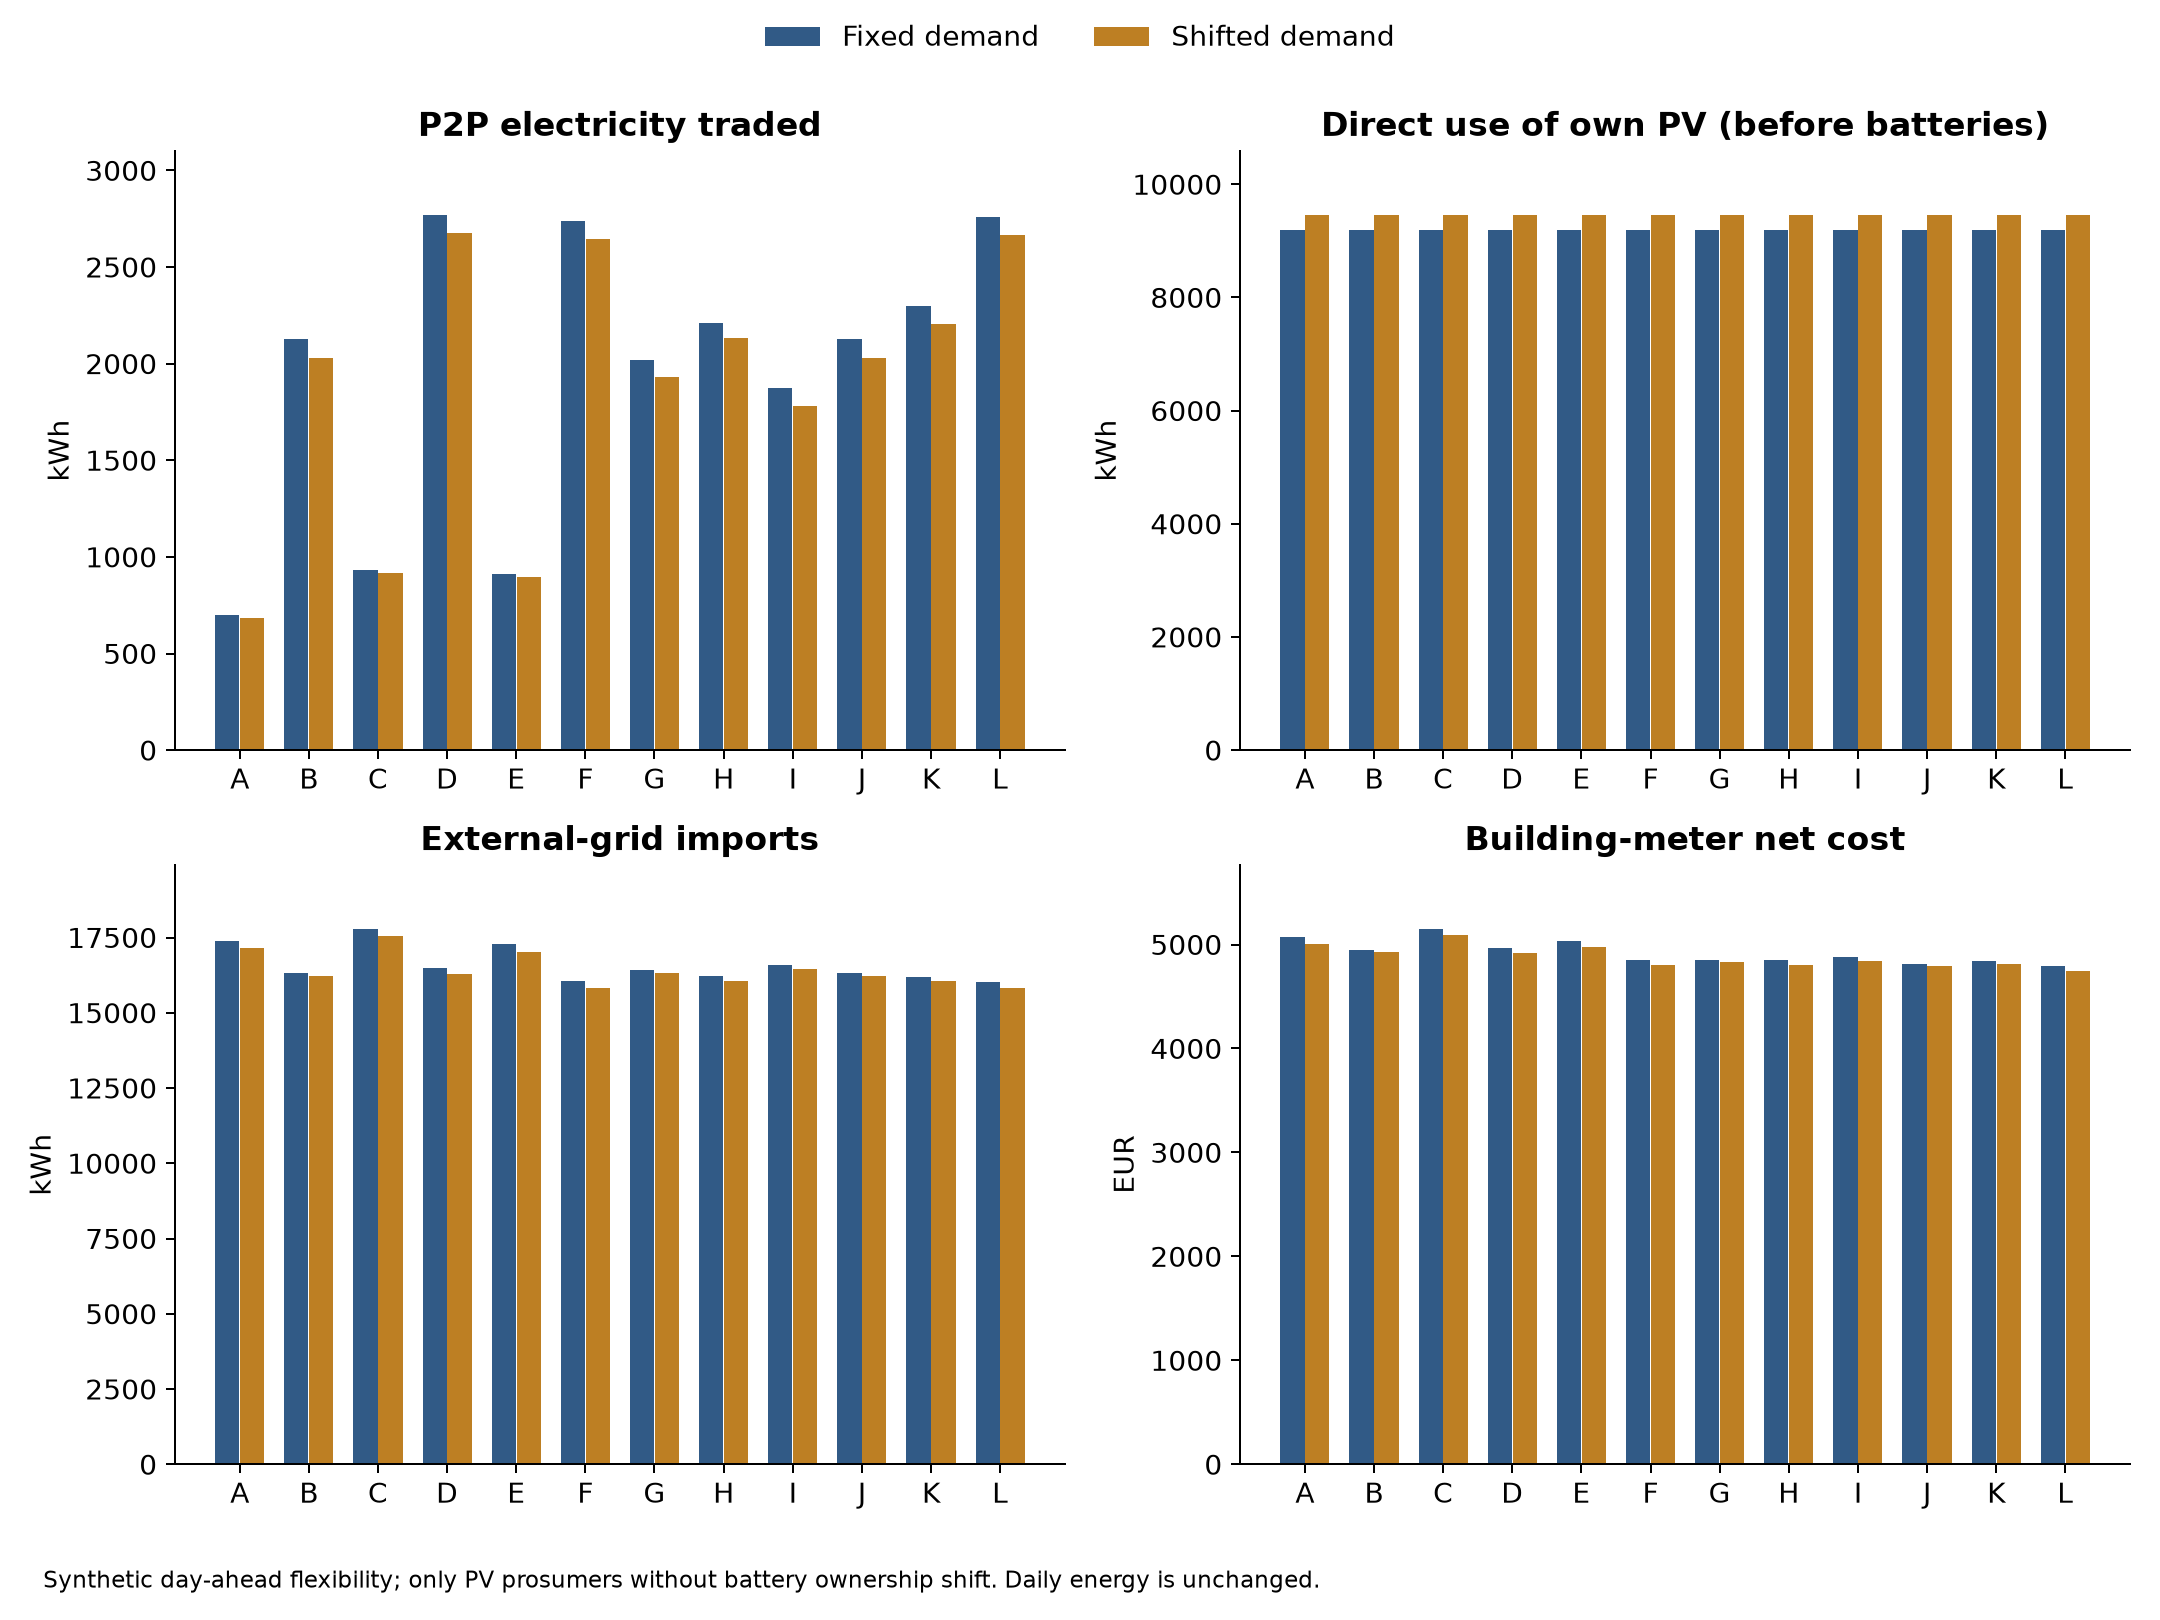 Fixed demand Shifted demand
P2P electricity traded
kWh
3000
2500
2000
1500
1000
500
0
A B C D E F G H I J K L
Direct use of own PV (before batteries)
kWh
10000
8000
6000
4000
2000
0
A B C D E F G H I J K L
External-grid imports
kWh
17500
15000
12500
10000
7500
5000
2500
0
A B C D E F G H I J K L
Building-meter net cost
EUR
5000
4000
3000
2000
1000
0
A B C D E F G H I J K L
Synthetic day-ahead flexibility; only PV prosumers without battery ownership shift. Daily energy is unchanged.